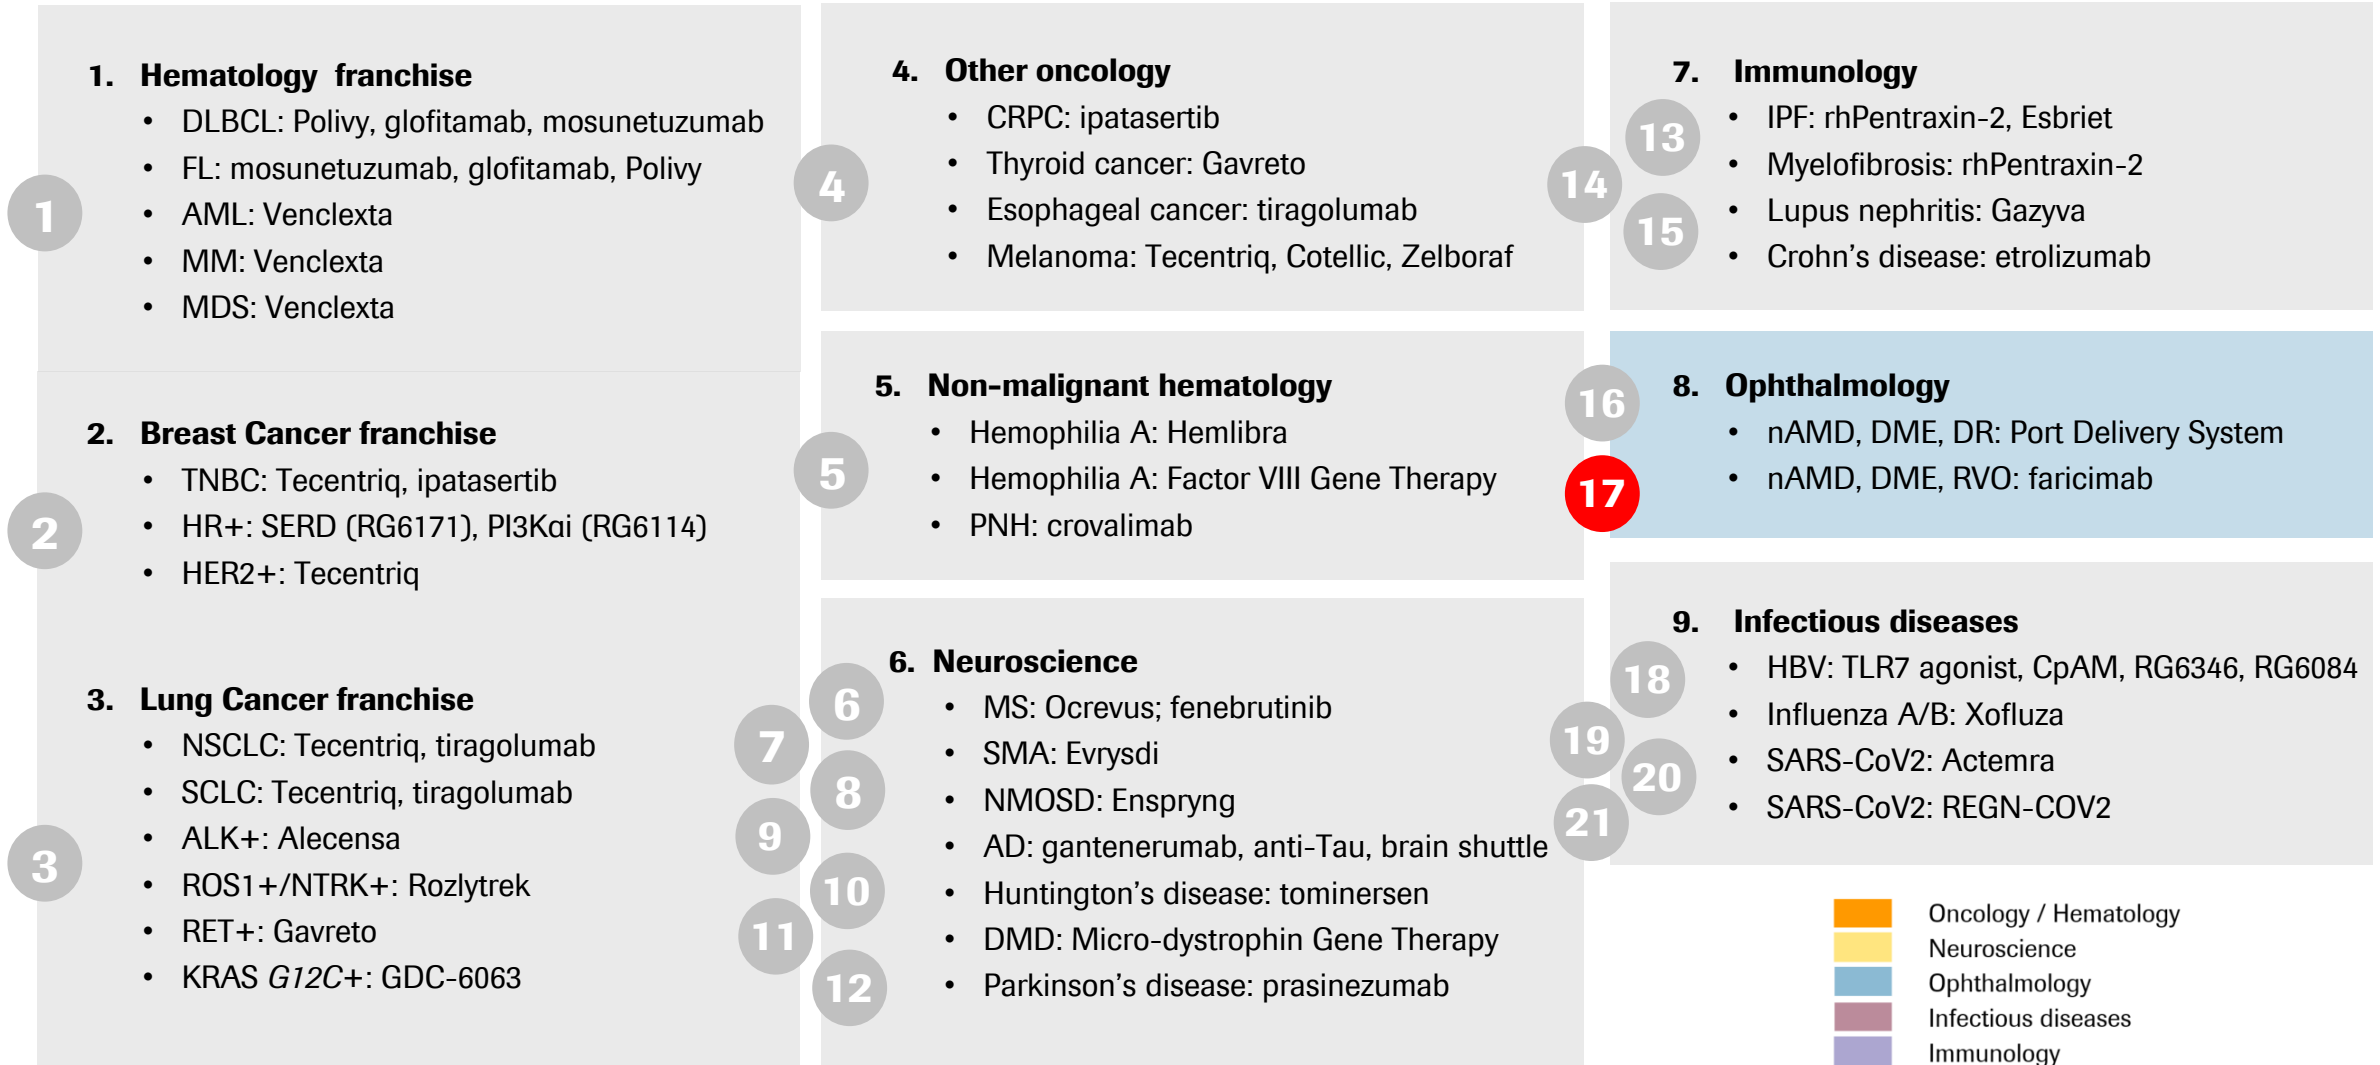 1. Hematology franchise
• DLBCL: Polivy, glofitamab, mosunetuzumab
• FL: mosunetuzumab, glofitamab, Polivy
• AML: Venclexta
• MM: Venclexta
• MDS: Venclexta
1
2. Breast Cancer franchise
• TNBC: Tecentriq, ipatasertib
• HR+: SERD (RG6171), PI3Kαi (RG6114)
• HER2+: Tecentriq
2
3. Lung Cancer franchise
• NSCLC: Tecentriq, tiragolumab
• SCLC: Tecentriq, tiragolumab
• ALK+: Alecensa
• ROS1+/NTRK+: Rozlytrek
• RET+: Gavreto
• KRAS G12C+: GDC-6063
3
4. Other oncology
• CRPC: ipatasertib
• Thyroid cancer: Gavreto
• Esophageal cancer: tiragolumab
• Melanoma: Tecentriq, Cotellic, Zelboraf
4
5. Non-malignant hematology
• Hemophilia A: Hemlibra
• Hemophilia A: Factor VIII Gene Therapy
• PNH: crovalimab
5
6. Neuroscience
• MS: Ocrevus; fenebrutinib
• SMA: Evrysdi
• NMOSD: Enspryng
• AD: gantenerumab, anti-Tau, brain shuttle
• Huntington's disease: tominersen
• DMD: Micro-dystrophin Gene Therapy
• Parkinson's disease: prasinezumab
6
7
8
9
10
11
12
7. Immunology
• IPF: rhPentraxin-2, Esbriet
• Myelofibrosis: rhPentraxin-2
• Lupus nephritis: Gazyva
• Crohn's disease: etrolizumab
13
14
15
8. Ophthalmology
• nAMD, DME, DR: Port Delivery System
• nAMD, DME, RVO: faricimab
16
17
9. Infectious diseases
• HBV: TLR7 agonist, CpAM, RG6346, RG6084
• Influenza A/B: Xofluza
• SARS-CoV2: Actemra
• SARS-CoV2: REGN-COV2
18
19
20
21
Oncology / Hematology
Neuroscience
Ophthalmology
Infectious diseases
Immunology